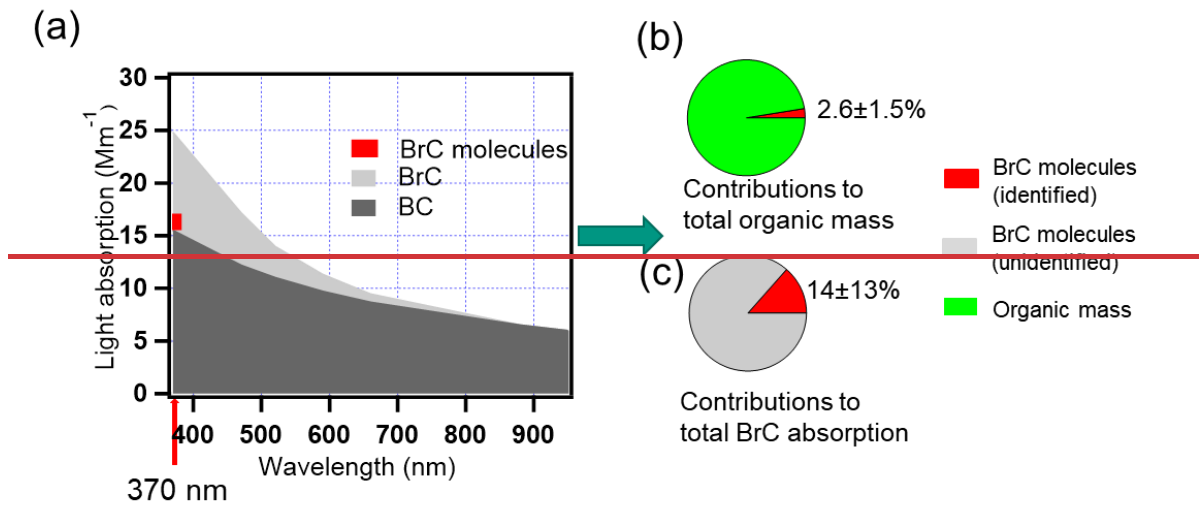 (a)
Light absorption (Mm⁻¹)
30
25
20
15
10
5
0
BrC molecules
BrC
BC
400 500 600 700 800 900
Wavelength (nm)
370 nm
(b)
2.6±1.5%
Contributions to
total organic mass
(c)
14±13%
Contributions to
total BrC absorption
BrC molecules
(identified)
BrC molecules
(unidentified)
Organic mass